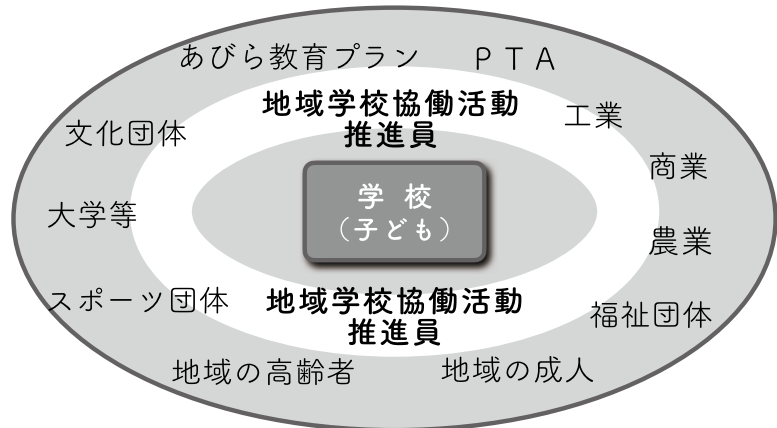 あびら教育プラン
ＰＴＡ
地域学校協働活動
推進員
工業
文化団体
商業
学校
（子ども）
大学等
農業
スポーツ団体
地域学校協働活動
推進員
福祉団体
地域の高齢者
地域の成人